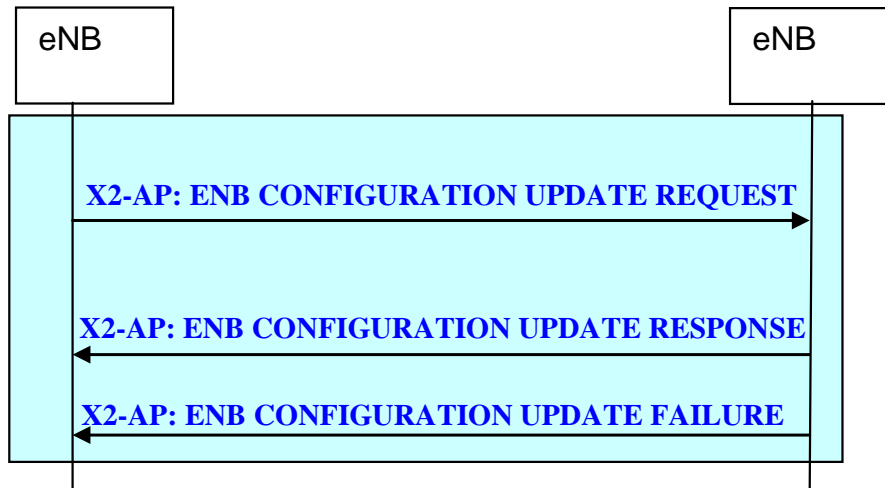 eNB eNB
X2-AP: ENB CONFIGURATION UPDATE REQUEST
X2-AP: ENB CONFIGURATION UPDATE RESPONSE
X2-AP: ENB CONFIGURATION UPDATE FAILURE